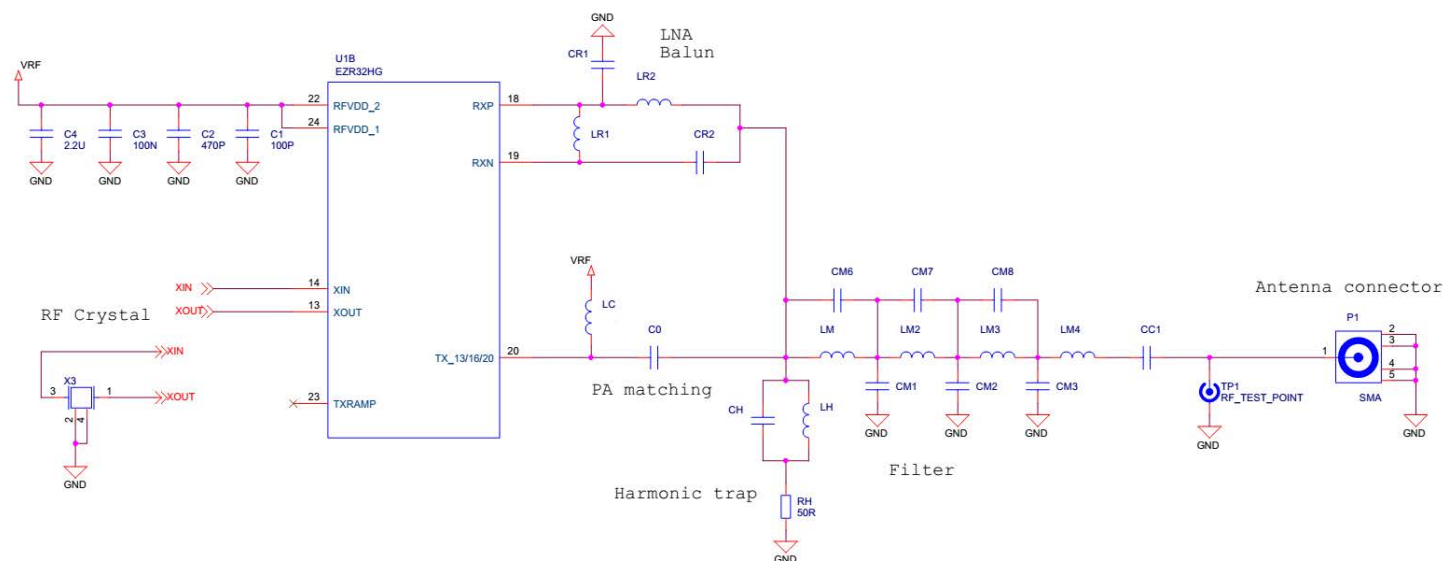 GND
LNA
Balun
CR1
LR2
U1B
EZR32HG
VRF
22
RFVDD_2
24
RFVDD_1
RXP
18
LR1
CR2
RXN
19
C4
2.2U
C3
100N
C2
470P
C1
100P
GND
GND
GND
GND
XIN
14
XIN
XOUT
13
XOUT
RF Crystal
XIN
X3
3
1
XOUT
2
4
GND
23
TXRAMP
VRF
LC
C0
TX_13/16/20
20
PA matching
CM6
CM7
CM8
LM
LM2
LM3
LM4
CC1
CM1
CM2
CM3
GND
GND
GND
Filter
CH
LH
Harmonic trap
RH
50R
GND
Antenna connector
P1
1
2
3
4
5
SMA
TP1
RF_TEST_POINT
GND
GND